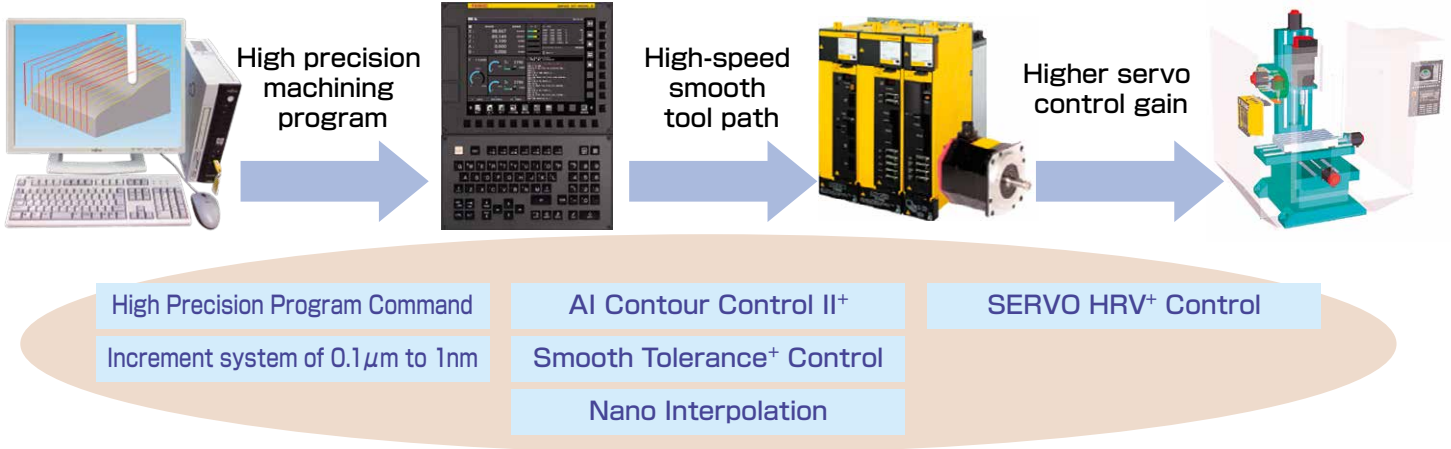 High precision
machining
program
High-speed
smooth
tool path
Higher servo
control gain
High Precision Program Command
Increment system of 0.1μm to 1nm
AI Contour Control II⁺
Smooth Tolerance⁺ Control
Nano Interpolation
SERVO HRV⁺ Control